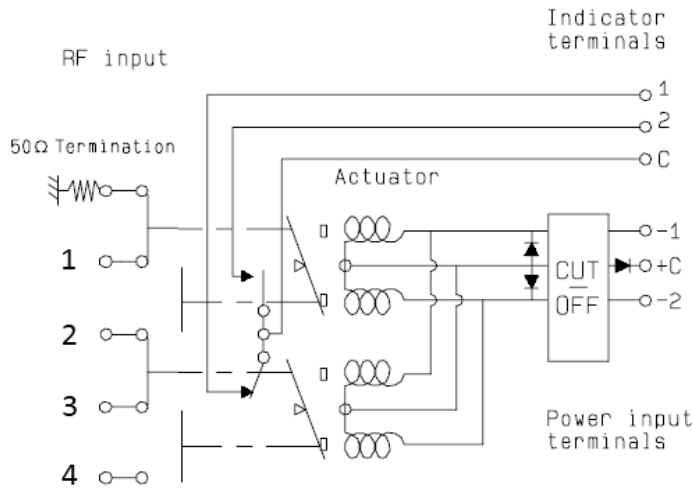 Indicator
terminals
RF input
1
2
50Ω Termination
C
Actuator
1
-1
CUT
+C
OFF
-2
2
3
Power input
terminals
4